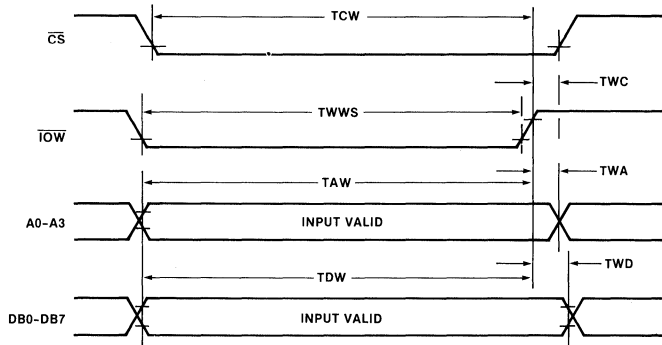 TCW
CS
TWC
TWWS
IOW
TAW
TWA
A0-A3
INPUT VALID
TDW
TWD
DB0-DB7
INPUT VALID